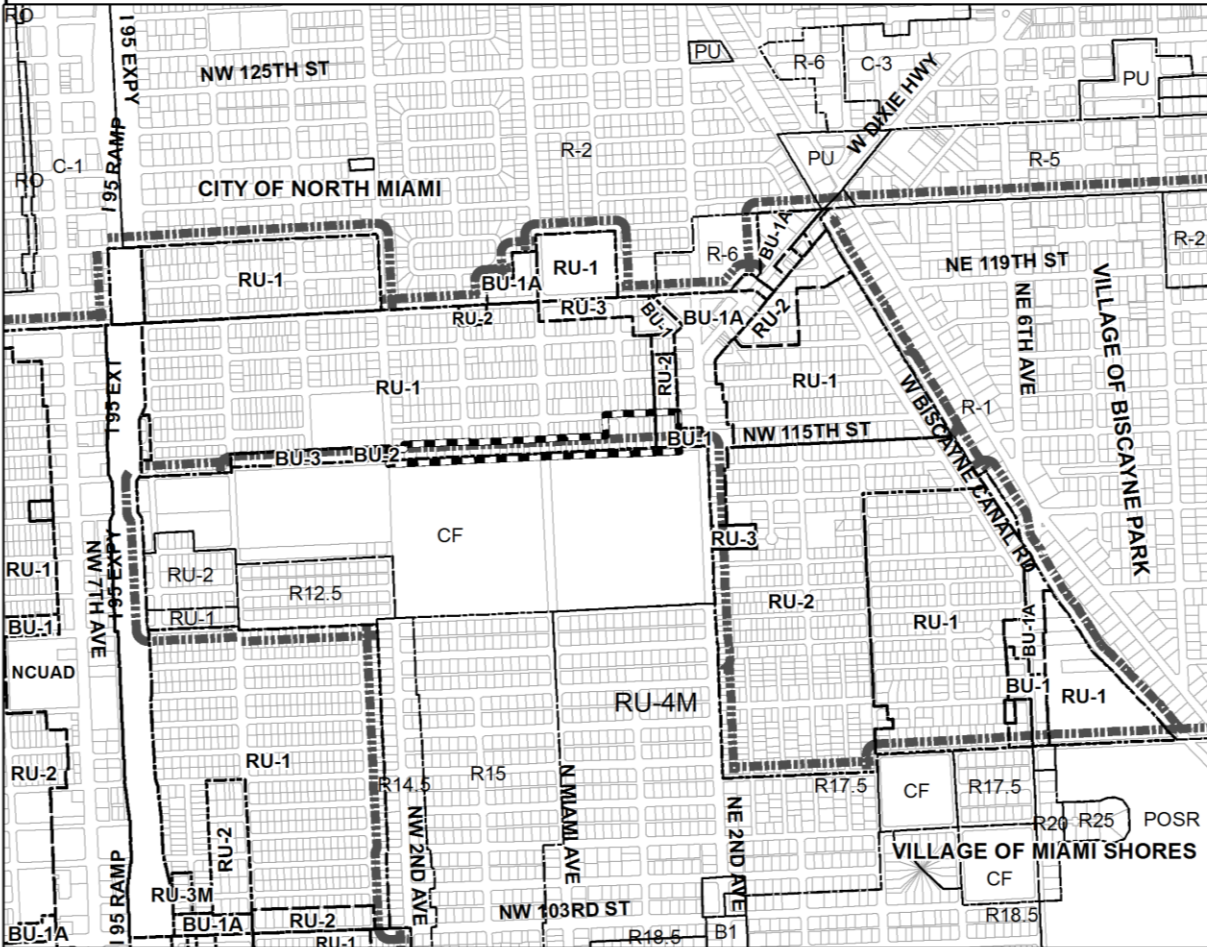 RO
I 95 EXPY
NW 125TH ST
PU
R-6
C-3
W DIXIE HWY
PU
C-1
RO
I 95 RAMP
R-2
PU
R-5
CITY OF NORTH MIAMI
R-6
BU-1A
R-2
RU-1
BU-1A
RU-1
NE 119TH ST
RU-2
RU-3
BU-1
BU-1A
RU-2
NE 6TH AVE
VILLAGE OF BISCAYNE PARK
I 95 EXT
RU-1
RU-2
RU-1
W BISCAYNE CANAL RD
R-1
BU-3
BU-2
BU-1
NW 115TH ST
CF
RU-3
RU-1
NW 7TH AVE
I 95 EXPY
RU-2
R12.5
RU-1
BU-1
RU-2
RU-1
BU-1A
NCUAD
BU-1
RU-1
RU-4M
RU-2
RU-1
R14.5
R15
R17.5
CF
R17.5
NW 2ND AVE
N MIAMI AVE
NE 2ND AVE
R20
R25
POSR
RU-2
VILLAGE OF MIAMI SHORES
I 95 RAMP
RU-3M
CF
BU-1A
BU-1A
RU-2
NW 103RD ST
R18.5
RU-1
R18.5
B1